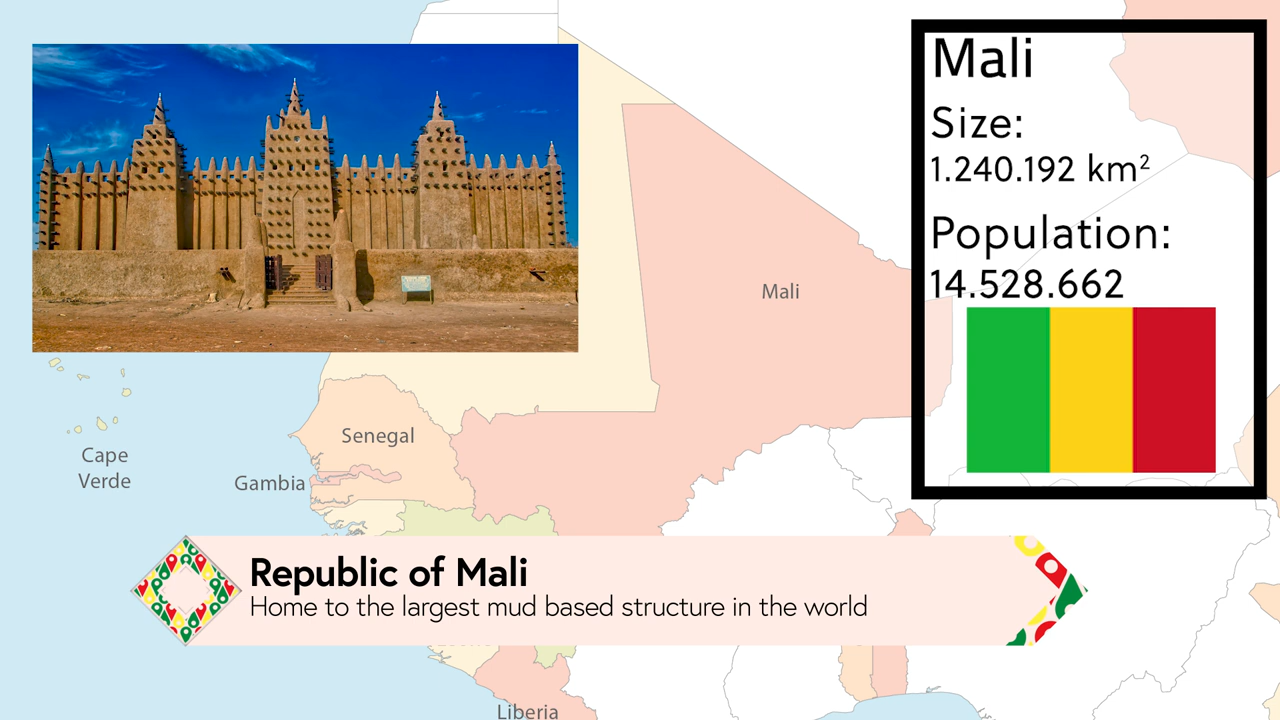 Mali
Size:
1.240.192 km²
Population:
14.528.662
Mali
Senegal
Cape
Verde
Gambia
Republic of Mali
Home to the largest mud based structure in the world
Liberia